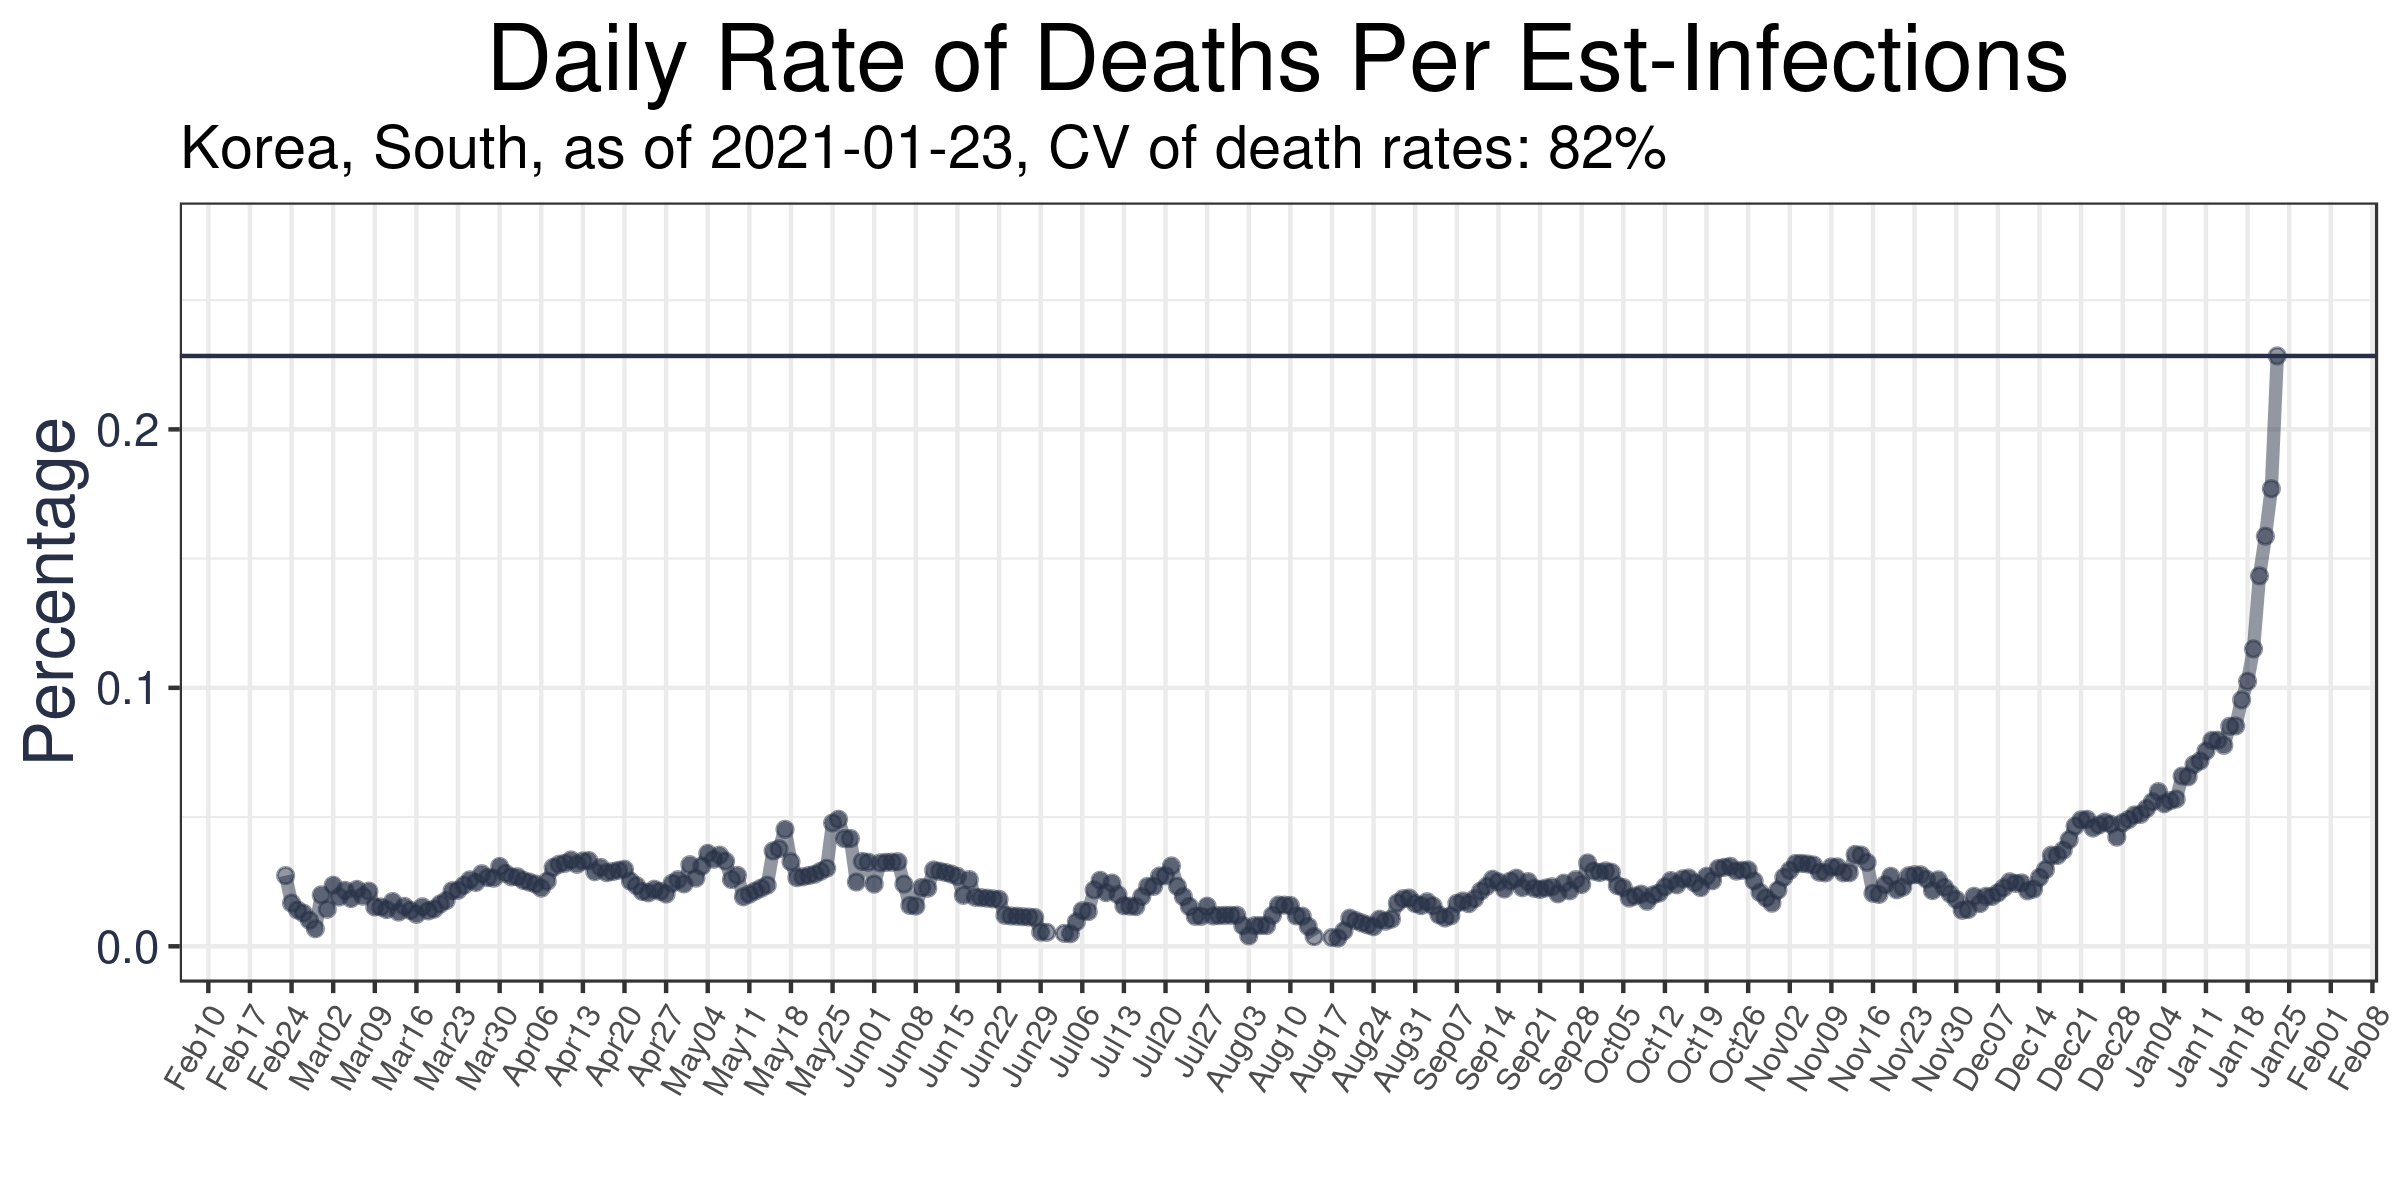 Daily Rate of Deaths Per Est-Infections
Korea, South, as of 2021-01-23, CV of death rates: 82%
Percentage
0.2
0.1
0.0
Feb10
Feb17
Feb24
Mar02
Mar09
Mar16
Mar23
Mar30
Apr06
Apr13
Apr20
Apr27
May04
May11
May18
May25
Jun01
Jun08
Jun15
Jun22
Jun29
Jul06
Jul13
Jul20
Jul27
Aug03
Aug10
Aug17
Aug24
Aug31
Sep07
Sep14
Sep21
Sep28
Oct05
Oct12
Oct19
Oct26
Nov02
Nov09
Nov16
Nov23
Nov30
Dec07
Dec14
Dec21
Dec28
Jan04
Jan11
Jan18
Jan25
Feb01
Feb08